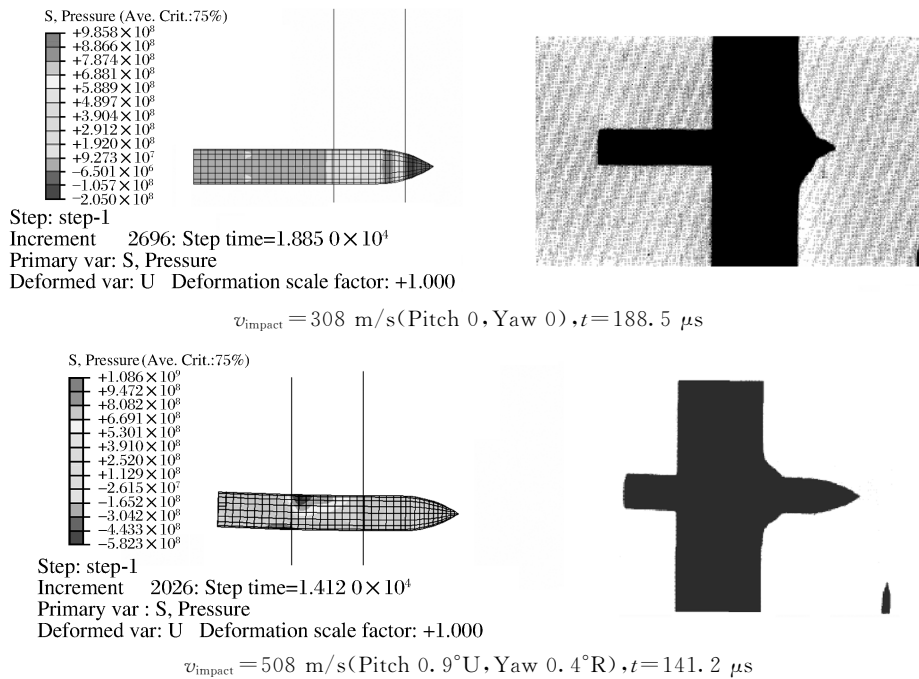 S, Pressure (Ave. Crit.:75%)
+9.858×10⁸
+8.866×10⁸
+7.874×10⁸
+6.881×10⁸
+5.889×10⁸
+4.897×10⁸
+3.904×10⁸
+2.912×10⁸
+1.920×10⁸
+9.273×10⁷
−6.501×10⁶
−1.057×10⁸
−2.050×10⁸
Step: step-1
Increment 2696: Step time=1.885 0×10⁴
Primary var: S, Pressure
Deformed var: U Deformation scale factor: +1.000
v_impact=308 m/s(Pitch 0,Yaw 0),t=188.5 μs
S, Pressure (Ave. Crit.:75%)
+1.086×10⁹
+9.472×10⁸
+8.082×10⁸
+6.691×10⁸
+5.301×10⁸
+3.910×10⁸
+2.520×10⁸
+1.129×10⁸
−2.615×10⁷
−1.652×10⁸
−3.042×10⁸
−4.433×10⁸
−5.823×10⁸
Step: step-1
Increment 2026: Step time=1.412 0×10⁴
Primary var : S, Pressure
Deformed var: U Deformation scale factor: +1.000
v_impact=508 m/s(Pitch 0.9°U,Yaw 0.4°R),t=141.2 μs